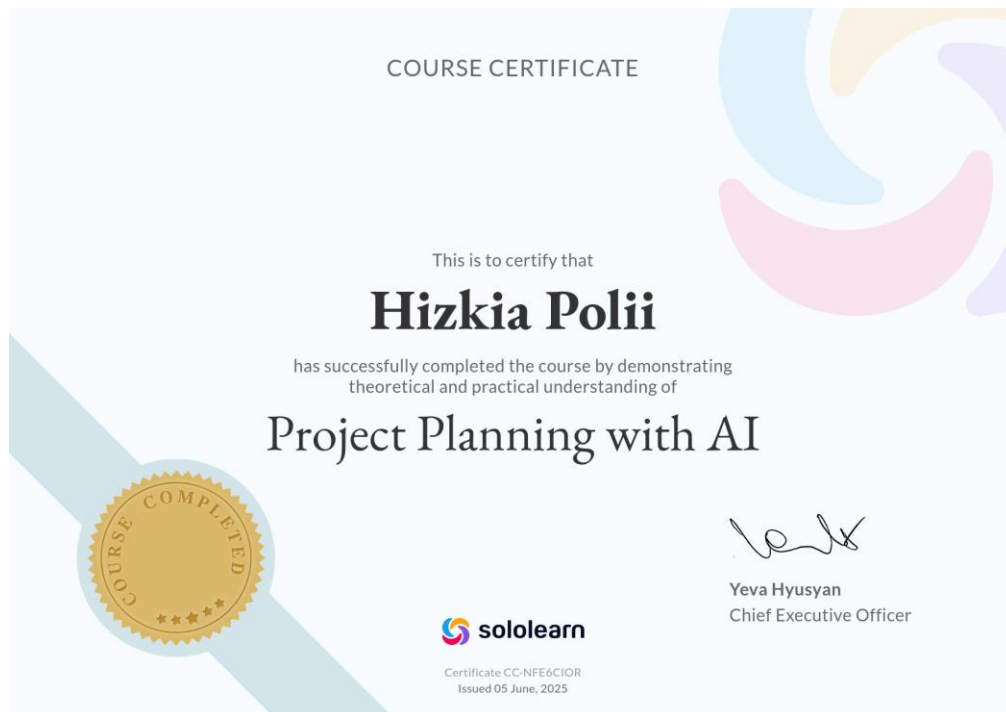 COURSE CERTIFICATE
This is to certify that
Hizkia Polii
has successfully completed the course by demonstrating
theoretical and practical understanding of
Project Planning with AI
COURSE COMPLETED
Yeva Hyusyan
Chief Executive Officer
sololearn
Certificate CC-NFE6CIOR
Issued 05 June, 2025